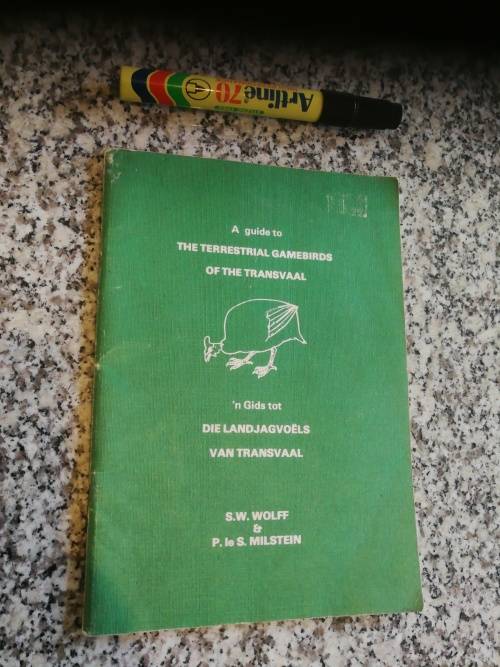 Artline 70
A guide to
THE TERRESTRIAL GAMEBIRDS
OF THE TRANSVAAL
'n Gids tot
DIE LANDJAGVOËLS
VAN TRANSVAAL
S.W. WOLFF
&
P. le S. MILSTEIN